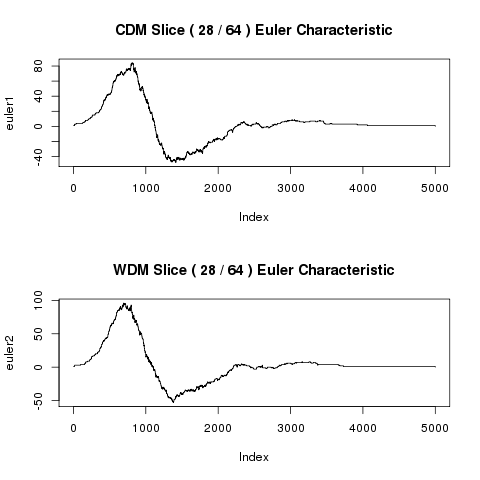 CDM Slice ( 28 / 64 ) Euler Characteristic
80
40
0
-40
euler1
0 1000 2000 3000 4000 5000
Index
WDM Slice ( 28 / 64 ) Euler Characteristic
100
50
0
-50
euler2
0 1000 2000 3000 4000 5000
Index